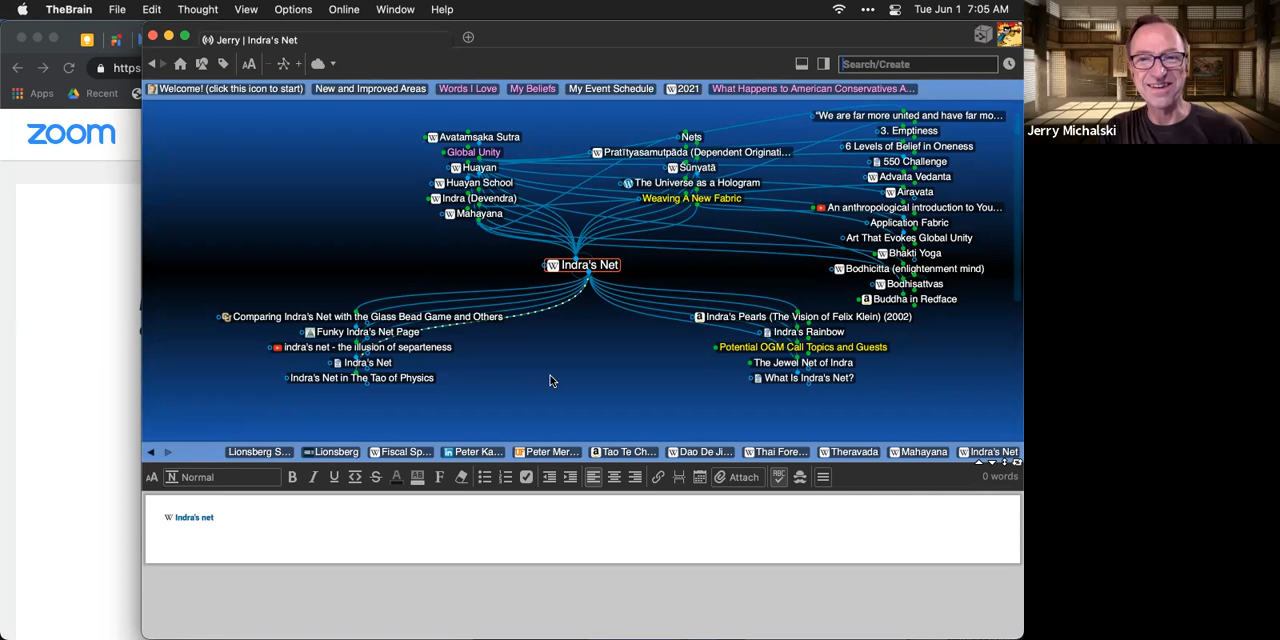 TheBrain File Edit Thought View Options Online Window Help Tue Jun 1 7:05 AM
Jerry | Indra's Net
https
Search/Create
Apps Recent
Welcome! (click this icon to start) New and Improved Areas Words I Love My Beliefs My Event Schedule 2021 What Happens to American Conservatives A...
zoom
"We are far more united and have far mo...
Avatamsaka Sutra Nets 3. Emptiness
Global Unity Pratītyasamutpāda (Dependent Originati... 6 Levels of Belief in Oneness
Huayan Śūnyatā 550 Challenge
Huayan School The Universe as a Hologram Advaita Vedanta
Indra (Devendra) Weaving A New Fabric Airavata
Mahayana An anthropological introduction to You...
Application Fabric
Art That Evokes Global Unity
Bhakti Yoga
Indra's Net Bodhicitta (enlightenment mind)
Bodhisattvas
Buddha in Redface
Comparing Indra's Net with the Glass Bead Game and Others Indra's Pearls (The Vision of Felix Klein) (2002)
Funky Indra's Net Page Indra's Rainbow
indra's net - the illusion of separteness Potential OGM Call Topics and Guests
Indra's Net The Jewel Net of Indra
Indra's Net in The Tao of Physics What Is Indra's Net?
Lionsberg S... Lionsberg Fiscal Sp... Peter Ka... Peter Mer... Tao Te Ch... Dao De Ji... Thai Fore... Theravada Mahayana Indra's Net
Normal B I U S A AB F Attach ABC 0 words
W Indra's net
Jerry Michalski